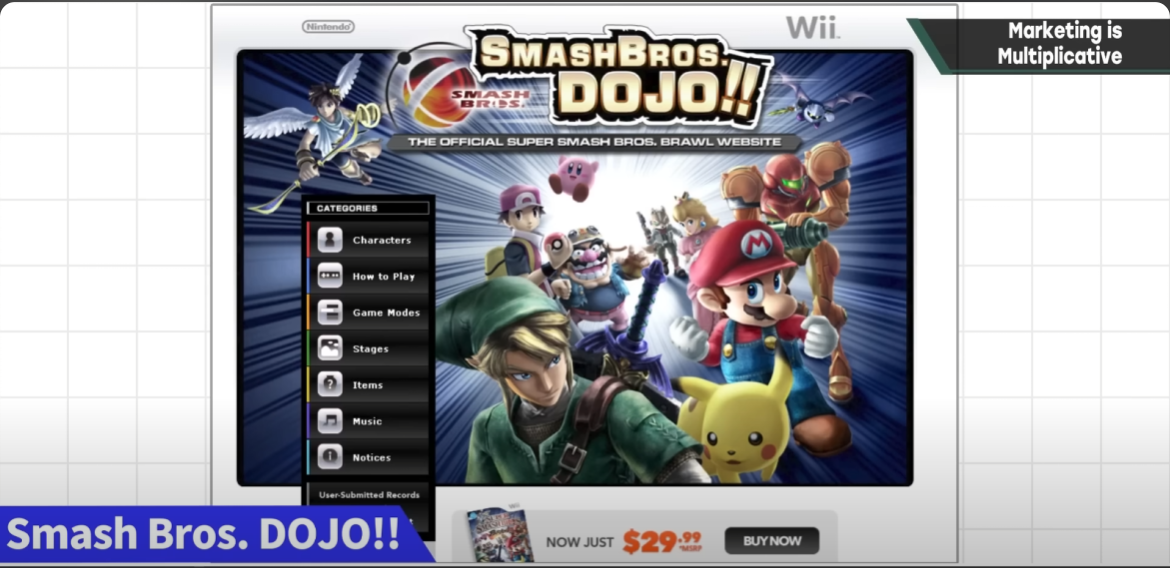 Nintendo
Wii
Marketing is
Multiplicative
SMASHBROS.
DOJO!!
SMASH
BROS.
THE OFFICIAL SUPER SMASH BROS. BRAWL WEBSITE
CATEGORIES
Characters
How to Play
Game Modes
Stages
Items
Music
Notices
User-Submitted Records
Smash Bros. DOJO!!
NOW JUST $29.99 *MSRP
BUY NOW
M